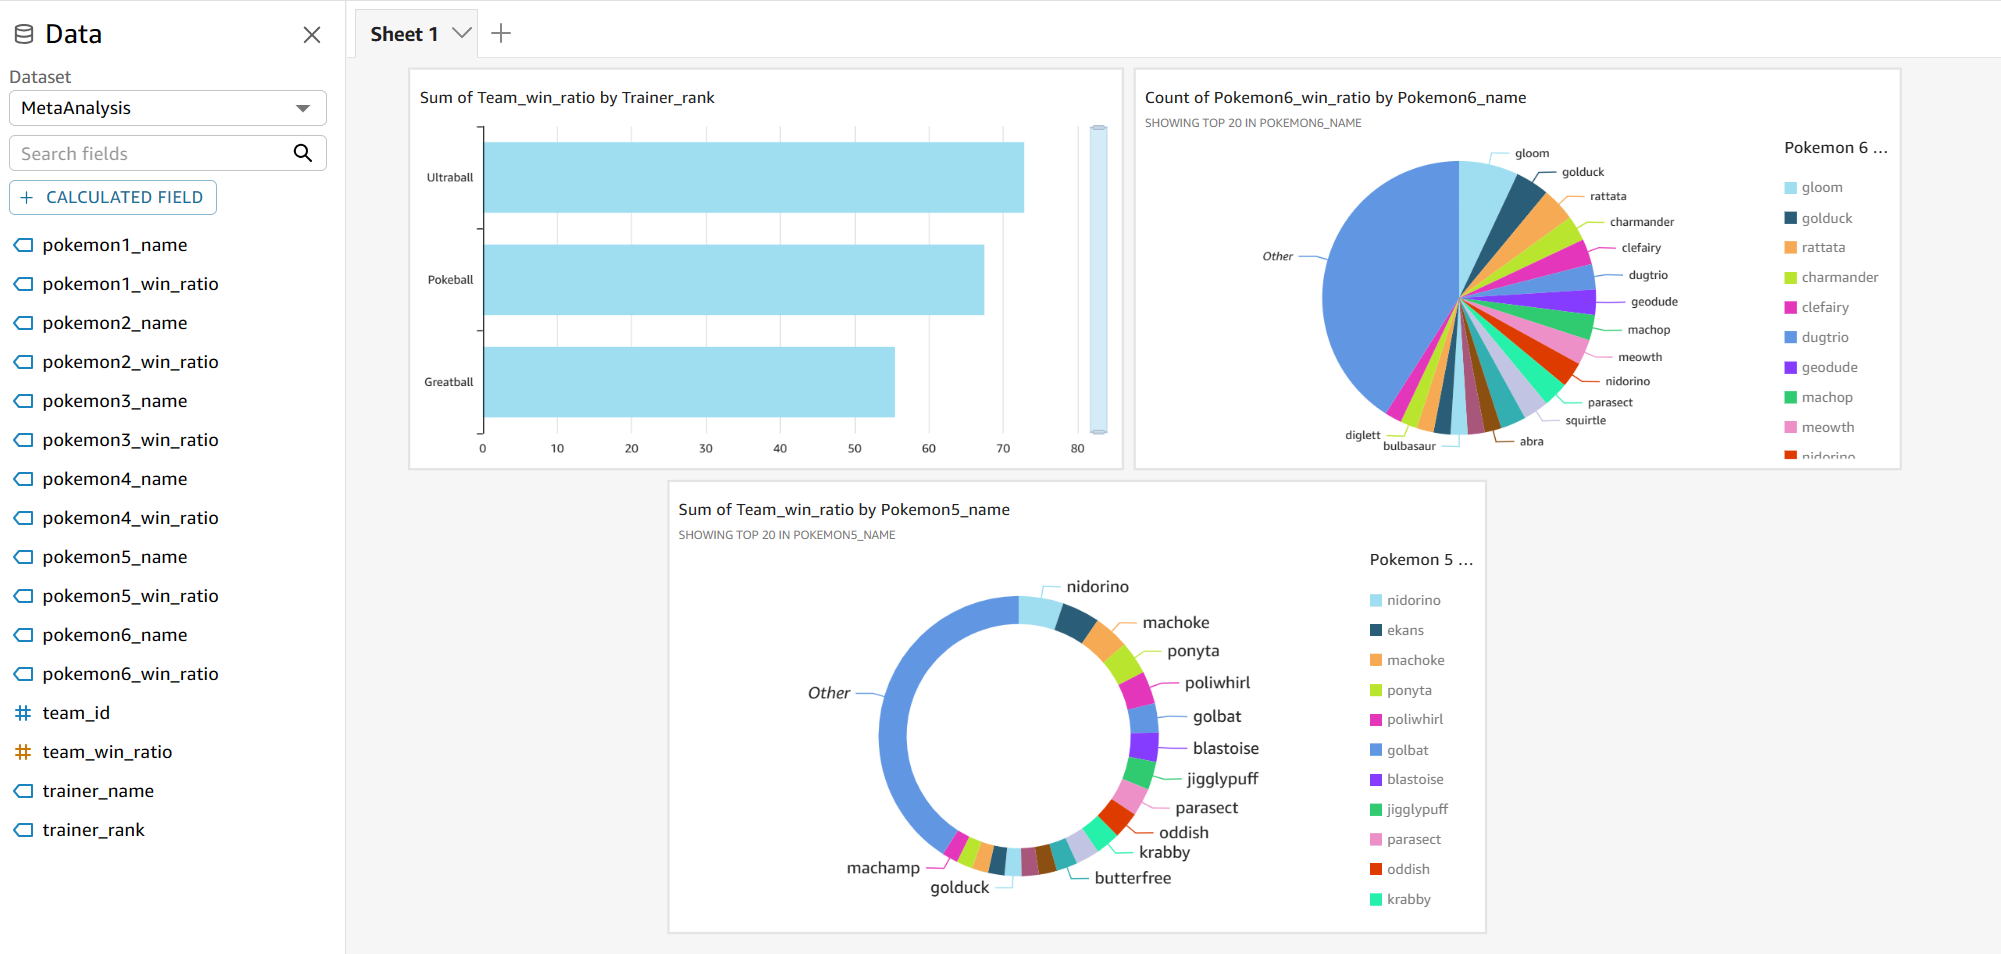 Data
Dataset
MetaAnalysis
Search fields
+ CALCULATED FIELD
pokemon1_name
pokemon1_win_ratio
pokemon2_name
pokemon2_win_ratio
pokemon3_name
pokemon3_win_ratio
pokemon4_name
pokemon4_win_ratio
pokemon5_name
pokemon5_win_ratio
pokemon6_name
pokemon6_win_ratio
team_id
team_win_ratio
trainer_name
trainer_rank
Sheet 1
Sum of Team_win_ratio by Trainer_rank
Ultraball
Pokeball
Greatball
0 10 20 30 40 50 60 70 80
Count of Pokemon6_win_ratio by Pokemon6_name
SHOWING TOP 20 IN POKEMON6_NAME
gloom
golduck
rattata
charmander
clefairy
Other
dugtrio
geodude
machop
meowth
nidorino
parasect
squirtle
diglett
abra
bulbasaur
Pokemon 6 ...
gloom
golduck
rattata
charmander
clefairy
dugtrio
geodude
machop
meowth
nidorino
Sum of Team_win_ratio by Pokemon5_name
SHOWING TOP 20 IN POKEMON5_NAME
nidorino
machoke
ponyta
poliwhirl
Other
golbat
blastoise
jigglypuff
parasect
oddish
krabby
machamp
butterfree
golduck
Pokemon 5 ...
nidorino
ekans
machoke
ponyta
poliwhirl
golbat
blastoise
jigglypuff
parasect
oddish
krabby